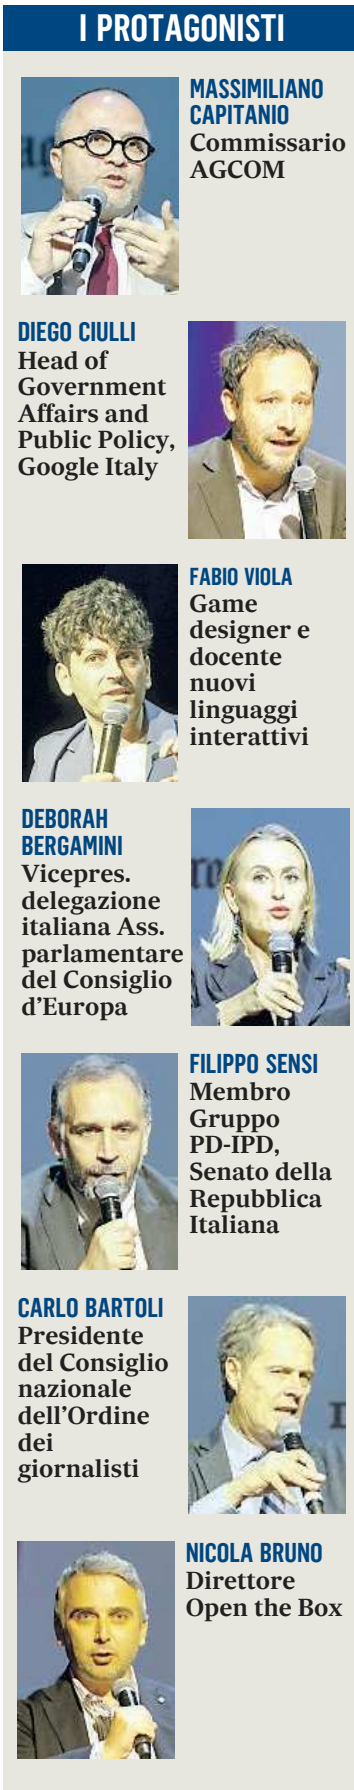 I PROTAGONISTI
MASSIMILIANO
CAPITANIO
Commissario
AGCOM
DIEGO CIULLI
Head of
Government
Affairs and
Public Policy,
Google Italy
FABIO VIOLA
Game
designer e
docente
nuovi
linguaggi
interattivi
DEBORAH
BERGAMINI
Vicepres.
delegazione
italiana Ass.
parlamentare
del Consiglio
d’Europa
FILIPPO SENSI
Membro
Gruppo
PD-IPD,
Senato della
Repubblica
Italiana
CARLO BARTOLI
Presidente
del Consiglio
nazionale
dell’Ordine
dei
giornalisti
NICOLA BRUNO
Direttore
Open the Box